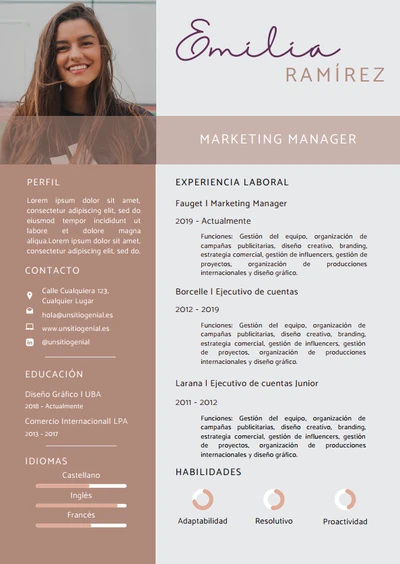 Emilia
RAMÍREZ
MARKETING MANAGER
PERFIL
Lorem ipsum dolor sit amet,
consectetur adipiscing elit, sed do
eiusmod tempor incididunt ut
labore et dolore magna
aliqua.Lorem ipsum dolor sit amet,
consectetur adipiscing elit, sed do.
CONTACTO
Calle Cualquiera 123,
Cualquier Lugar
hola@unsitiogenial.es
www.unsitiogenial.es
@unsitiogenial
EDUCACIÓN
Diseño Gráfico | UBA
2018 - Actualmente
Comercio Internacional| LPA
2013 - 2017
IDIOMAS
Castellano
Inglés
Francés
EXPERIENCIA LABORAL
Fauget | Marketing Manager
2019 - Actualmente
Funciones: Gestión del equipo, organización de
campañas publicitarias, diseño creativo, branding,
estrategia comercial, gestión de influencers, gestión de
proyectos, organización de producciones
internacionales y diseño gráfico.
Borcelle | Ejecutivo de cuentas
2012 - 2019
Funciones: Gestión del equipo, organización de
campañas publicitarias, diseño creativo, branding,
estrategia comercial, gestión de influencers, gestión
de proyectos, organización de producciones
internacionales y diseño gráfico.
Larana | Ejecutivo de cuentas Junior
2011 - 2012
Funciones: Gestión del equipo, organización de
campañas publicitarias, diseño creativo, branding,
estrategia comercial, gestión de influencers, gestión
de proyectos, organización de producciones
internacionales y diseño gráfico.
HABILIDADES
Adaptabilidad
Resolutivo
Proactividad